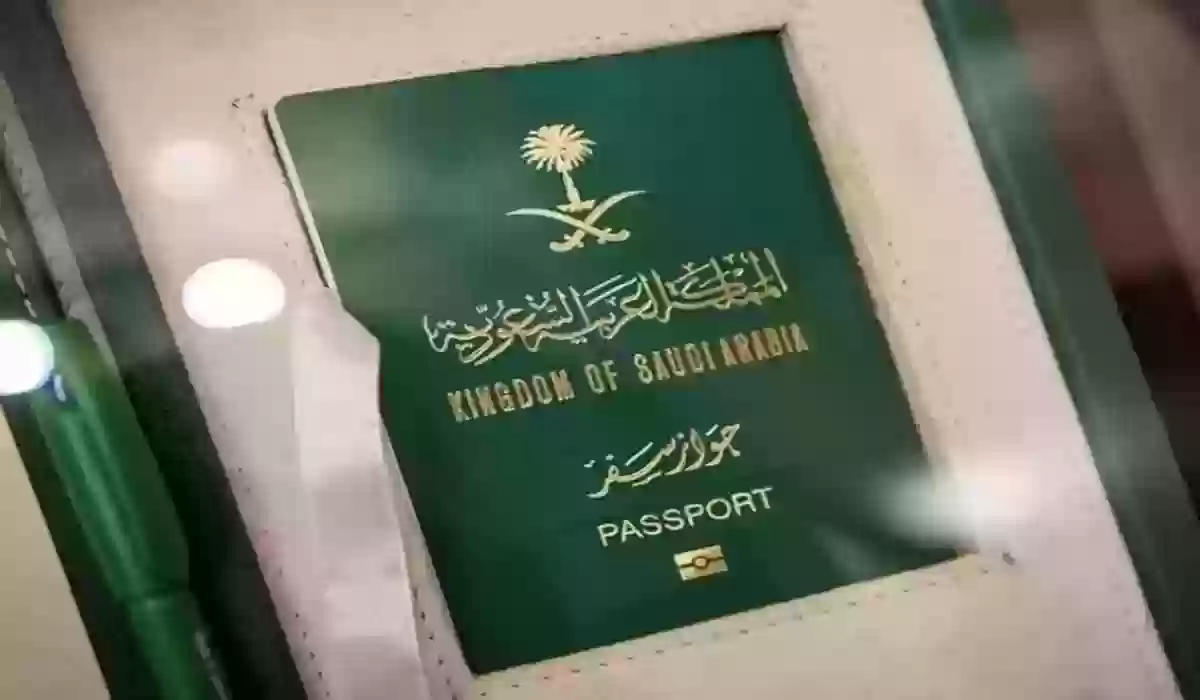 المملكة العربية السعودية
KINGDOM OF SAUDI ARABIA
جواز سفر
PASSPORT